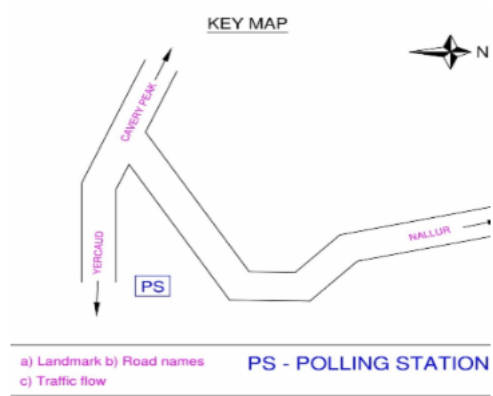 KEY MAP
N
CAVERY PEAK
YERCAUD
PS
NALLUR
a) Landmark b) Road names
c) Traffic flow
PS - POLLING STATION